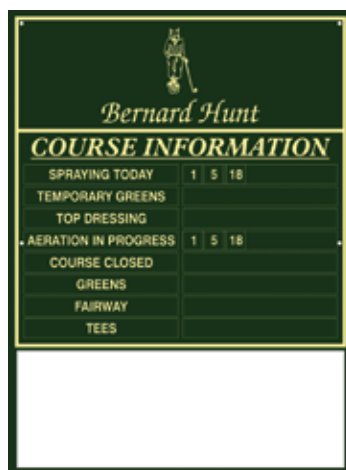 Bernard Hunt
COURSE INFORMATION
SPRAYING TODAY 1 5 18
TEMPORARY GREENS
TOP DRESSING
AERATION IN PROGRESS 1 5 18
COURSE CLOSED
GREENS
FAIRWAY
TEES